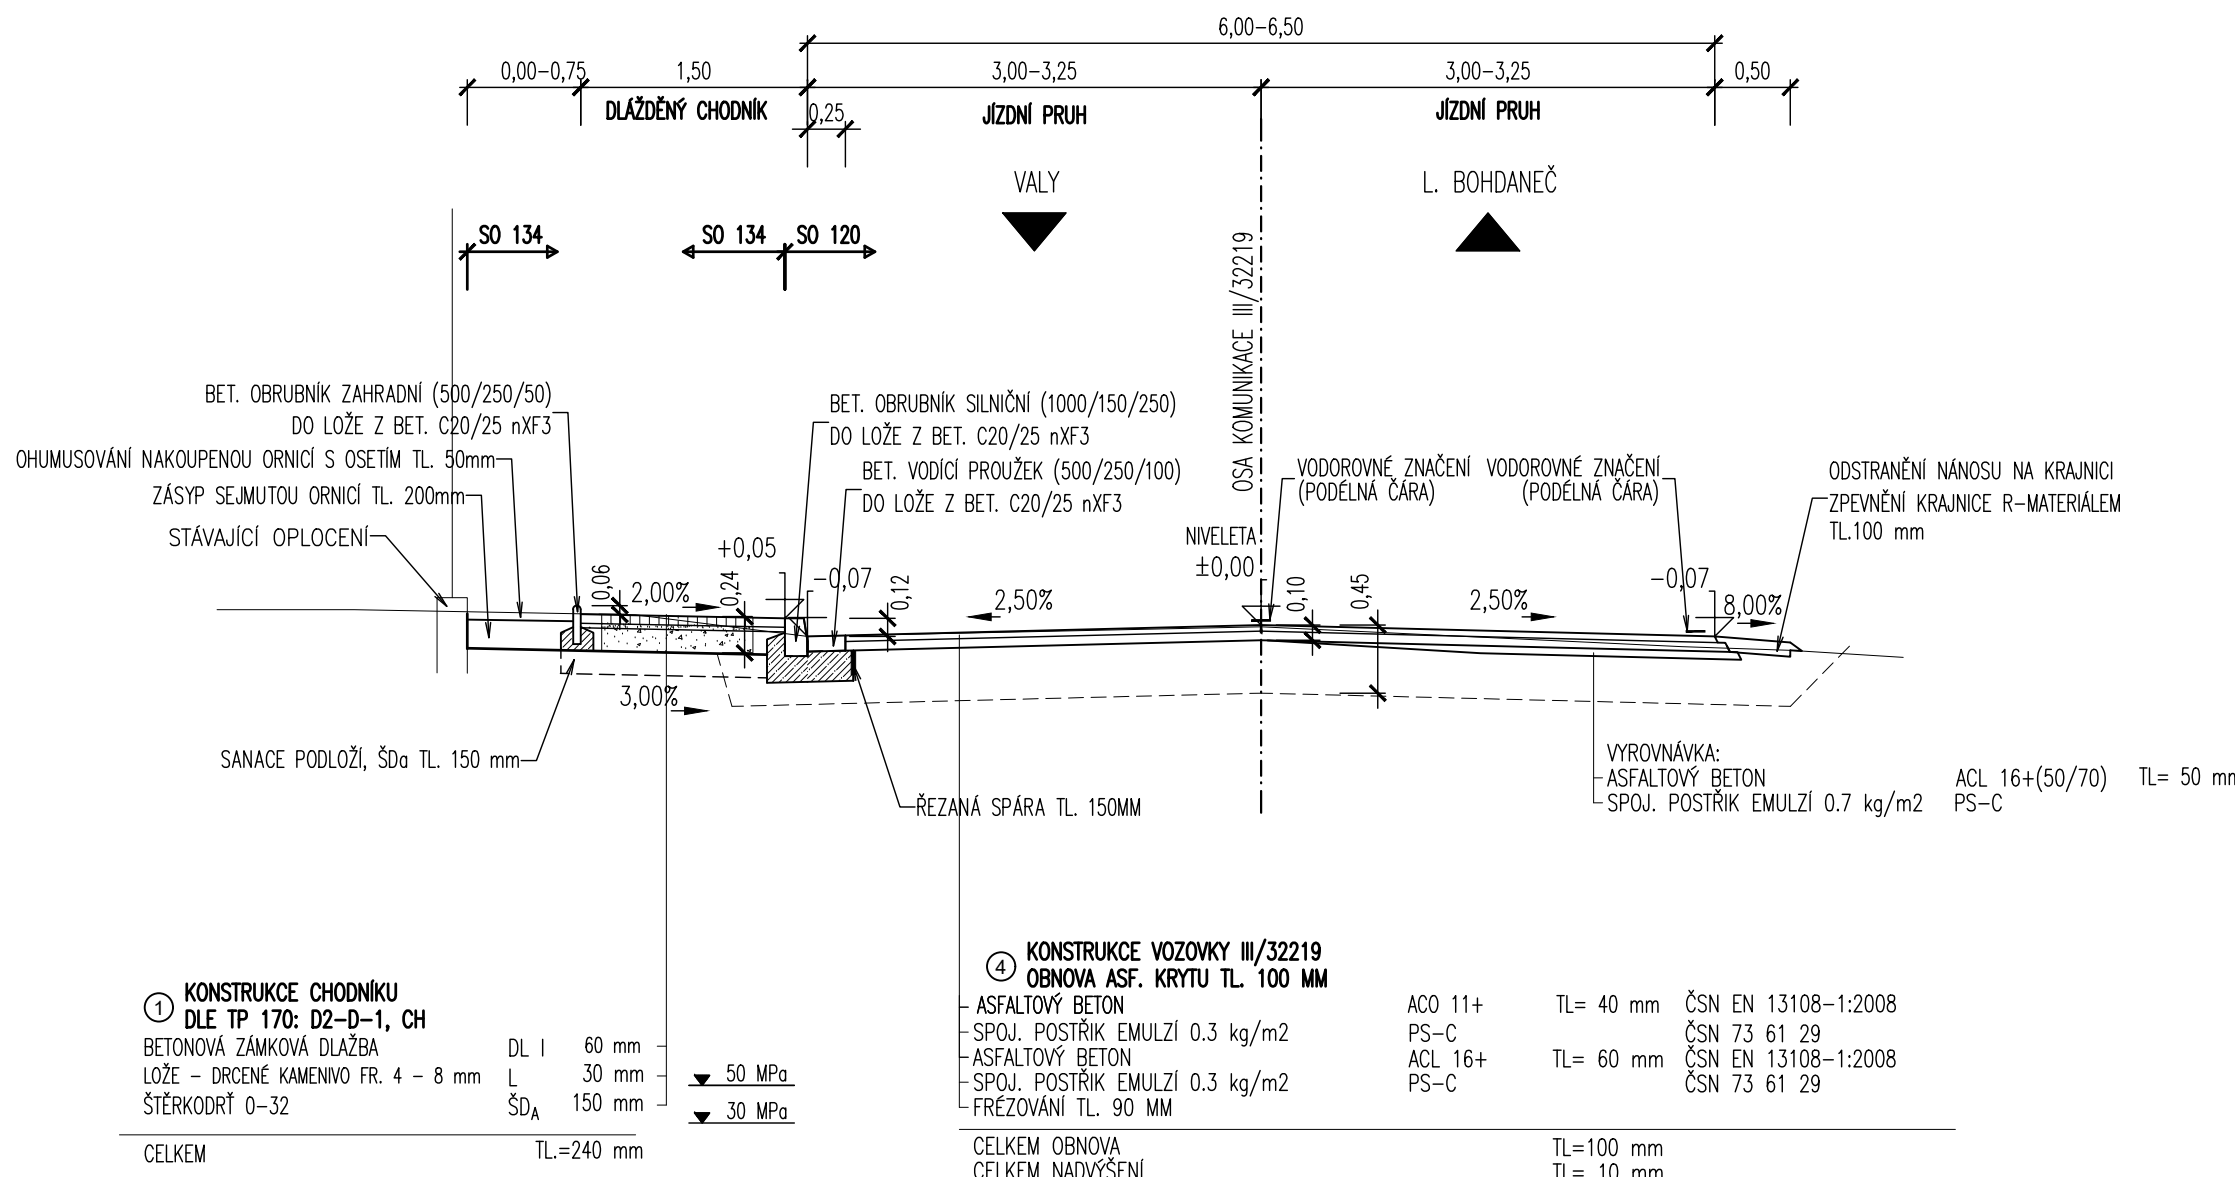 6,00-6,50
0,00-0,75
1,50
3,00-3,25
3,00-3,25
0,50
DLÁŽDĚNÝ CHODNÍK
0,25
JÍZDNÍ PRUH
JÍZDNÍ PRUH
VALY
L. BOHDANEČ
SO 134
SO 134
SO 120
OSA KOMUNIKACE III/32219
BET. OBRUBNÍK ZAHRADNÍ (500/250/50)
DO LOŽE Z BET. C20/25 nXF3
OHUMUSOVÁNÍ NAKOUPENOU ORNICÍ S OSETÍM TL. 50mm
ZÁSYP SEJMUTOU ORNICÍ TL. 200mm
STÁVAJÍCÍ OPLOCENÍ
BET. OBRUBNÍK SILNIČNÍ (1000/150/250)
DO LOŽE Z BET. C20/25 nXF3
BET. VODÍCÍ PROUŽEK (500/250/100)
DO LOŽE Z BET. C20/25 nXF3
VODOROVNÉ ZNAČENÍ
(PODÉLNÁ ČÁRA)
VODOROVNÉ ZNAČENÍ
(PODÉLNÁ ČÁRA)
ODSTRANĚNÍ NÁNOSU NA KRAJNICI
ZPEVNĚNÍ KRAJNICE R-MATERIÁLEM
TL.100 mm
NIVELETA
±0,00
+0,05
-0,07
-0,07
0,06
2,00%
0,24
0,12
2,50%
0,10
0,45
2,50%
8,00%
3,00%
SANACE PODLOŽÍ, ŠDa TL. 150 mm
ŘEZANÁ SPÁRA TL. 150MM
VYROVNÁVKA:
ASFALTOVÝ BETON ACL 16+(50/70) TL= 50 mm
SPOJ. POSTŘIK EMULZÍ 0.7 kg/m2 PS-C
1 KONSTRUKCE CHODNÍKU
DLE TP 170: D2-D-1, CH
BETONOVÁ ZÁMKOVÁ DLAŽBA DL I 60 mm
LOŽE - DRCENÉ KAMENIVO FR. 4 - 8 mm L 30 mm
50 MPa
ŠTĚRKODRŤ 0-32 ŠDA 150 mm
30 MPa
CELKEM TL.=240 mm
4 KONSTRUKCE VOZOVKY III/32219
OBNOVA ASF. KRYTU TL. 100 MM
ASFALTOVÝ BETON ACO 11+ TL= 40 mm ČSN EN 13108-1:2008
SPOJ. POSTŘIK EMULZÍ 0.3 kg/m2 PS-C ČSN 73 61 29
ASFALTOVÝ BETON ACL 16+ TL= 60 mm ČSN EN 13108-1:2008
SPOJ. POSTŘIK EMULZÍ 0.3 kg/m2 PS-C ČSN 73 61 29
FRÉZOVÁNÍ TL. 90 MM
CELKEM OBNOVA TL=100 mm
CELKEM NADVÝŠENÍ TL= 10 mm